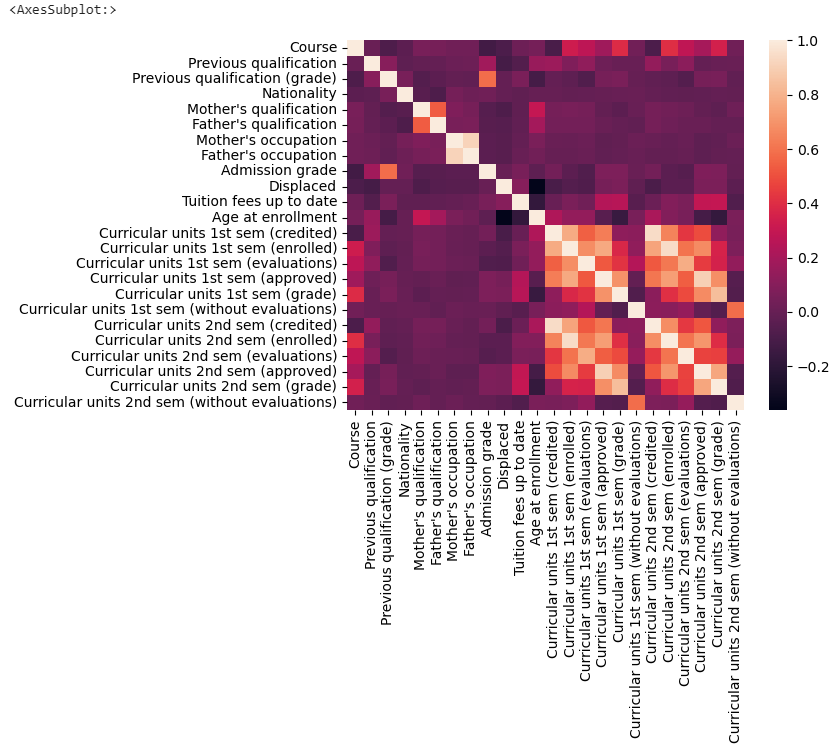 <AxesSubplot:>
Course
Previous qualification
Previous qualification (grade)
Nationality
Mother's qualification
Father's qualification
Mother's occupation
Father's occupation
Admission grade
Displaced
Tuition fees up to date
Age at enrollment
Curricular units 1st sem (credited)
Curricular units 1st sem (enrolled)
Curricular units 1st sem (evaluations)
Curricular units 1st sem (approved)
Curricular units 1st sem (grade)
Curricular units 1st sem (without evaluations)
Curricular units 2nd sem (credited)
Curricular units 2nd sem (enrolled)
Curricular units 2nd sem (evaluations)
Curricular units 2nd sem (approved)
Curricular units 2nd sem (grade)
Curricular units 2nd sem (without evaluations)
Course
Previous qualification
Previous qualification (grade)
Nationality
Mother's qualification
Father's qualification
Mother's occupation
Father's occupation
Admission grade
Displaced
Tuition fees up to date
Age at enrollment
Curricular units 1st sem (credited)
Curricular units 1st sem (enrolled)
Curricular units 1st sem (evaluations)
Curricular units 1st sem (approved)
Curricular units 1st sem (grade)
Curricular units 1st sem (without evaluations)
Curricular units 2nd sem (credited)
Curricular units 2nd sem (enrolled)
Curricular units 2nd sem (evaluations)
Curricular units 2nd sem (approved)
Curricular units 2nd sem (grade)
Curricular units 2nd sem (without evaluations)
1.0
0.8
0.6
0.4
0.2
0.0
−0.2